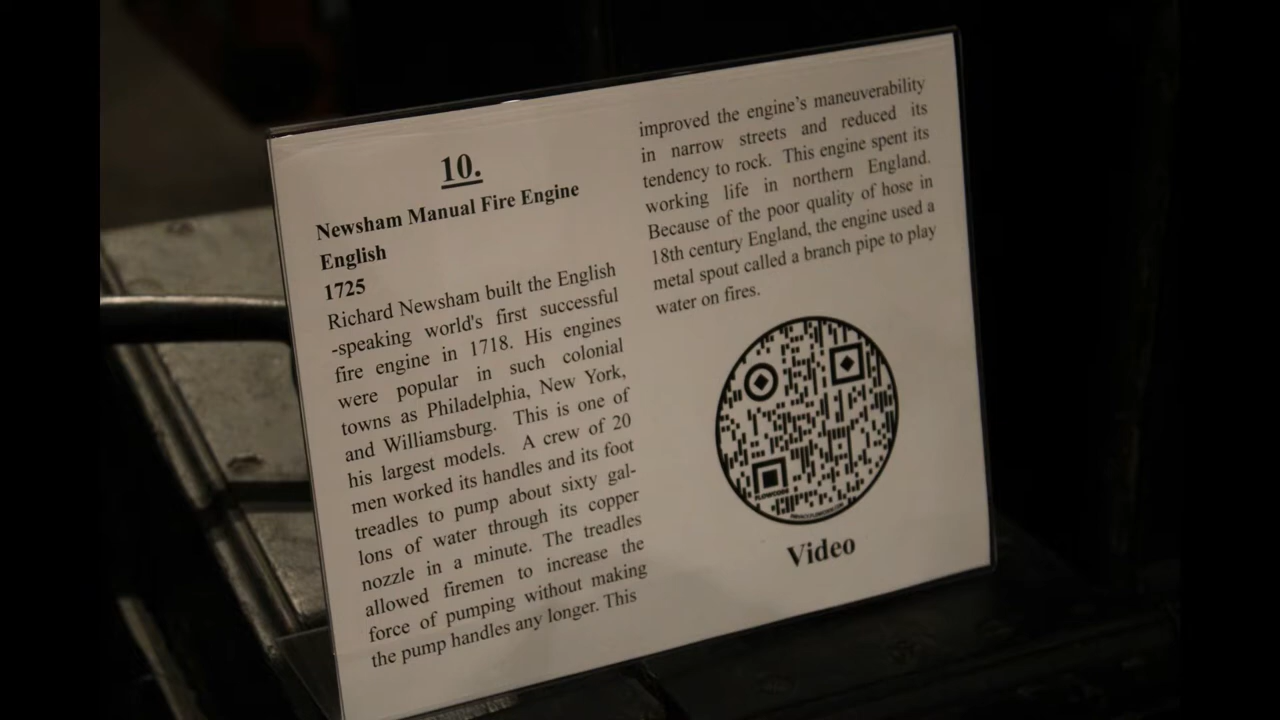 10.
Newsham Manual Fire Engine
English
1725
Richard Newsham built the English
-speaking world's first successful
fire engine in 1718. His engines
were popular in such colonial
towns as Philadelphia, New York,
and Williamsburg. This is one of
his largest models. A crew of 20
men worked its handles and its foot
treadles to pump about sixty gal-
lons of water through its copper
nozzle in a minute. The treadles
allowed firemen to increase the
force of pumping without making
the pump handles any longer. This
improved the engine's maneuverability
in narrow streets and reduced its
tendency to rock. This engine spent its
working life in northern England.
Because of the poor quality of hose in
18th century England, the engine used a
metal spout called a branch pipe to play
water on fires.
FLOWCODE
Video